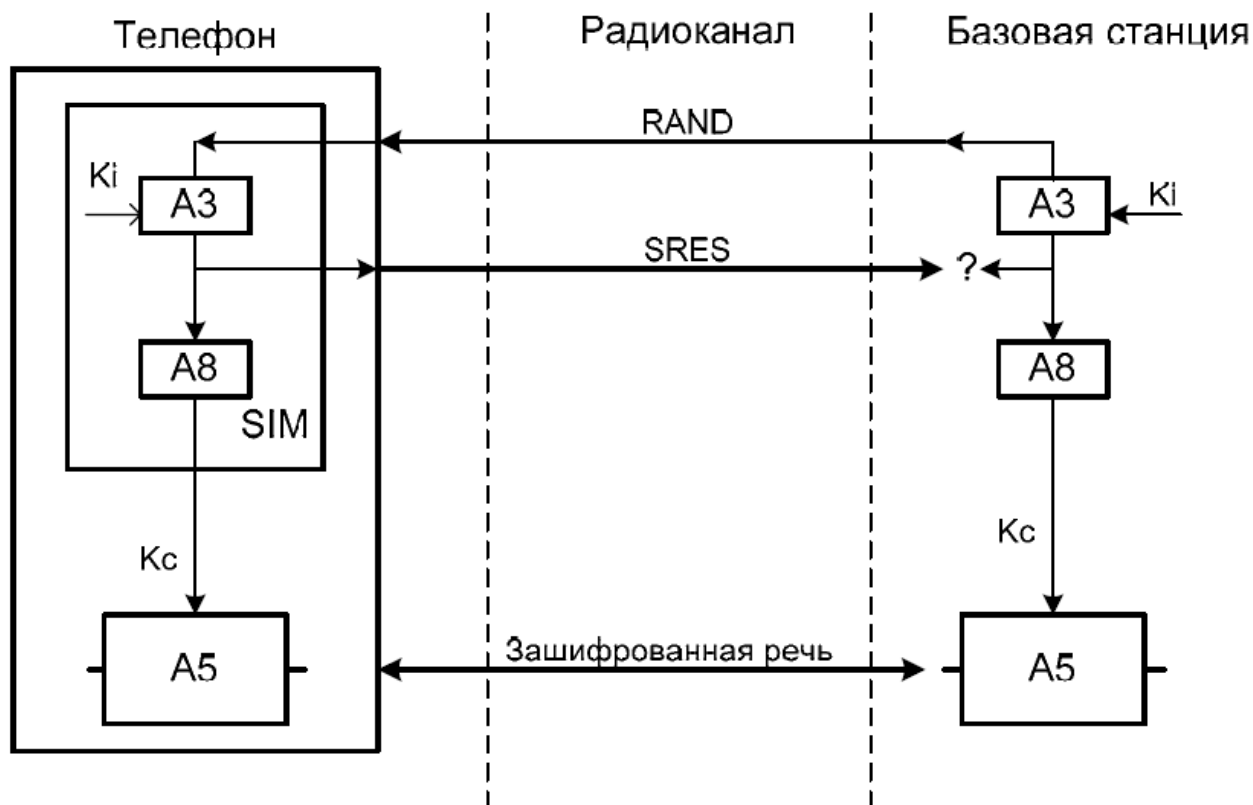 Телефон
Радиоканал
Базовая станция
RAND
Ki
A3
A3
Ki
SRES
?
A8
A8
SIM
Kc
Kc
Зашифрованная речь
A5
A5